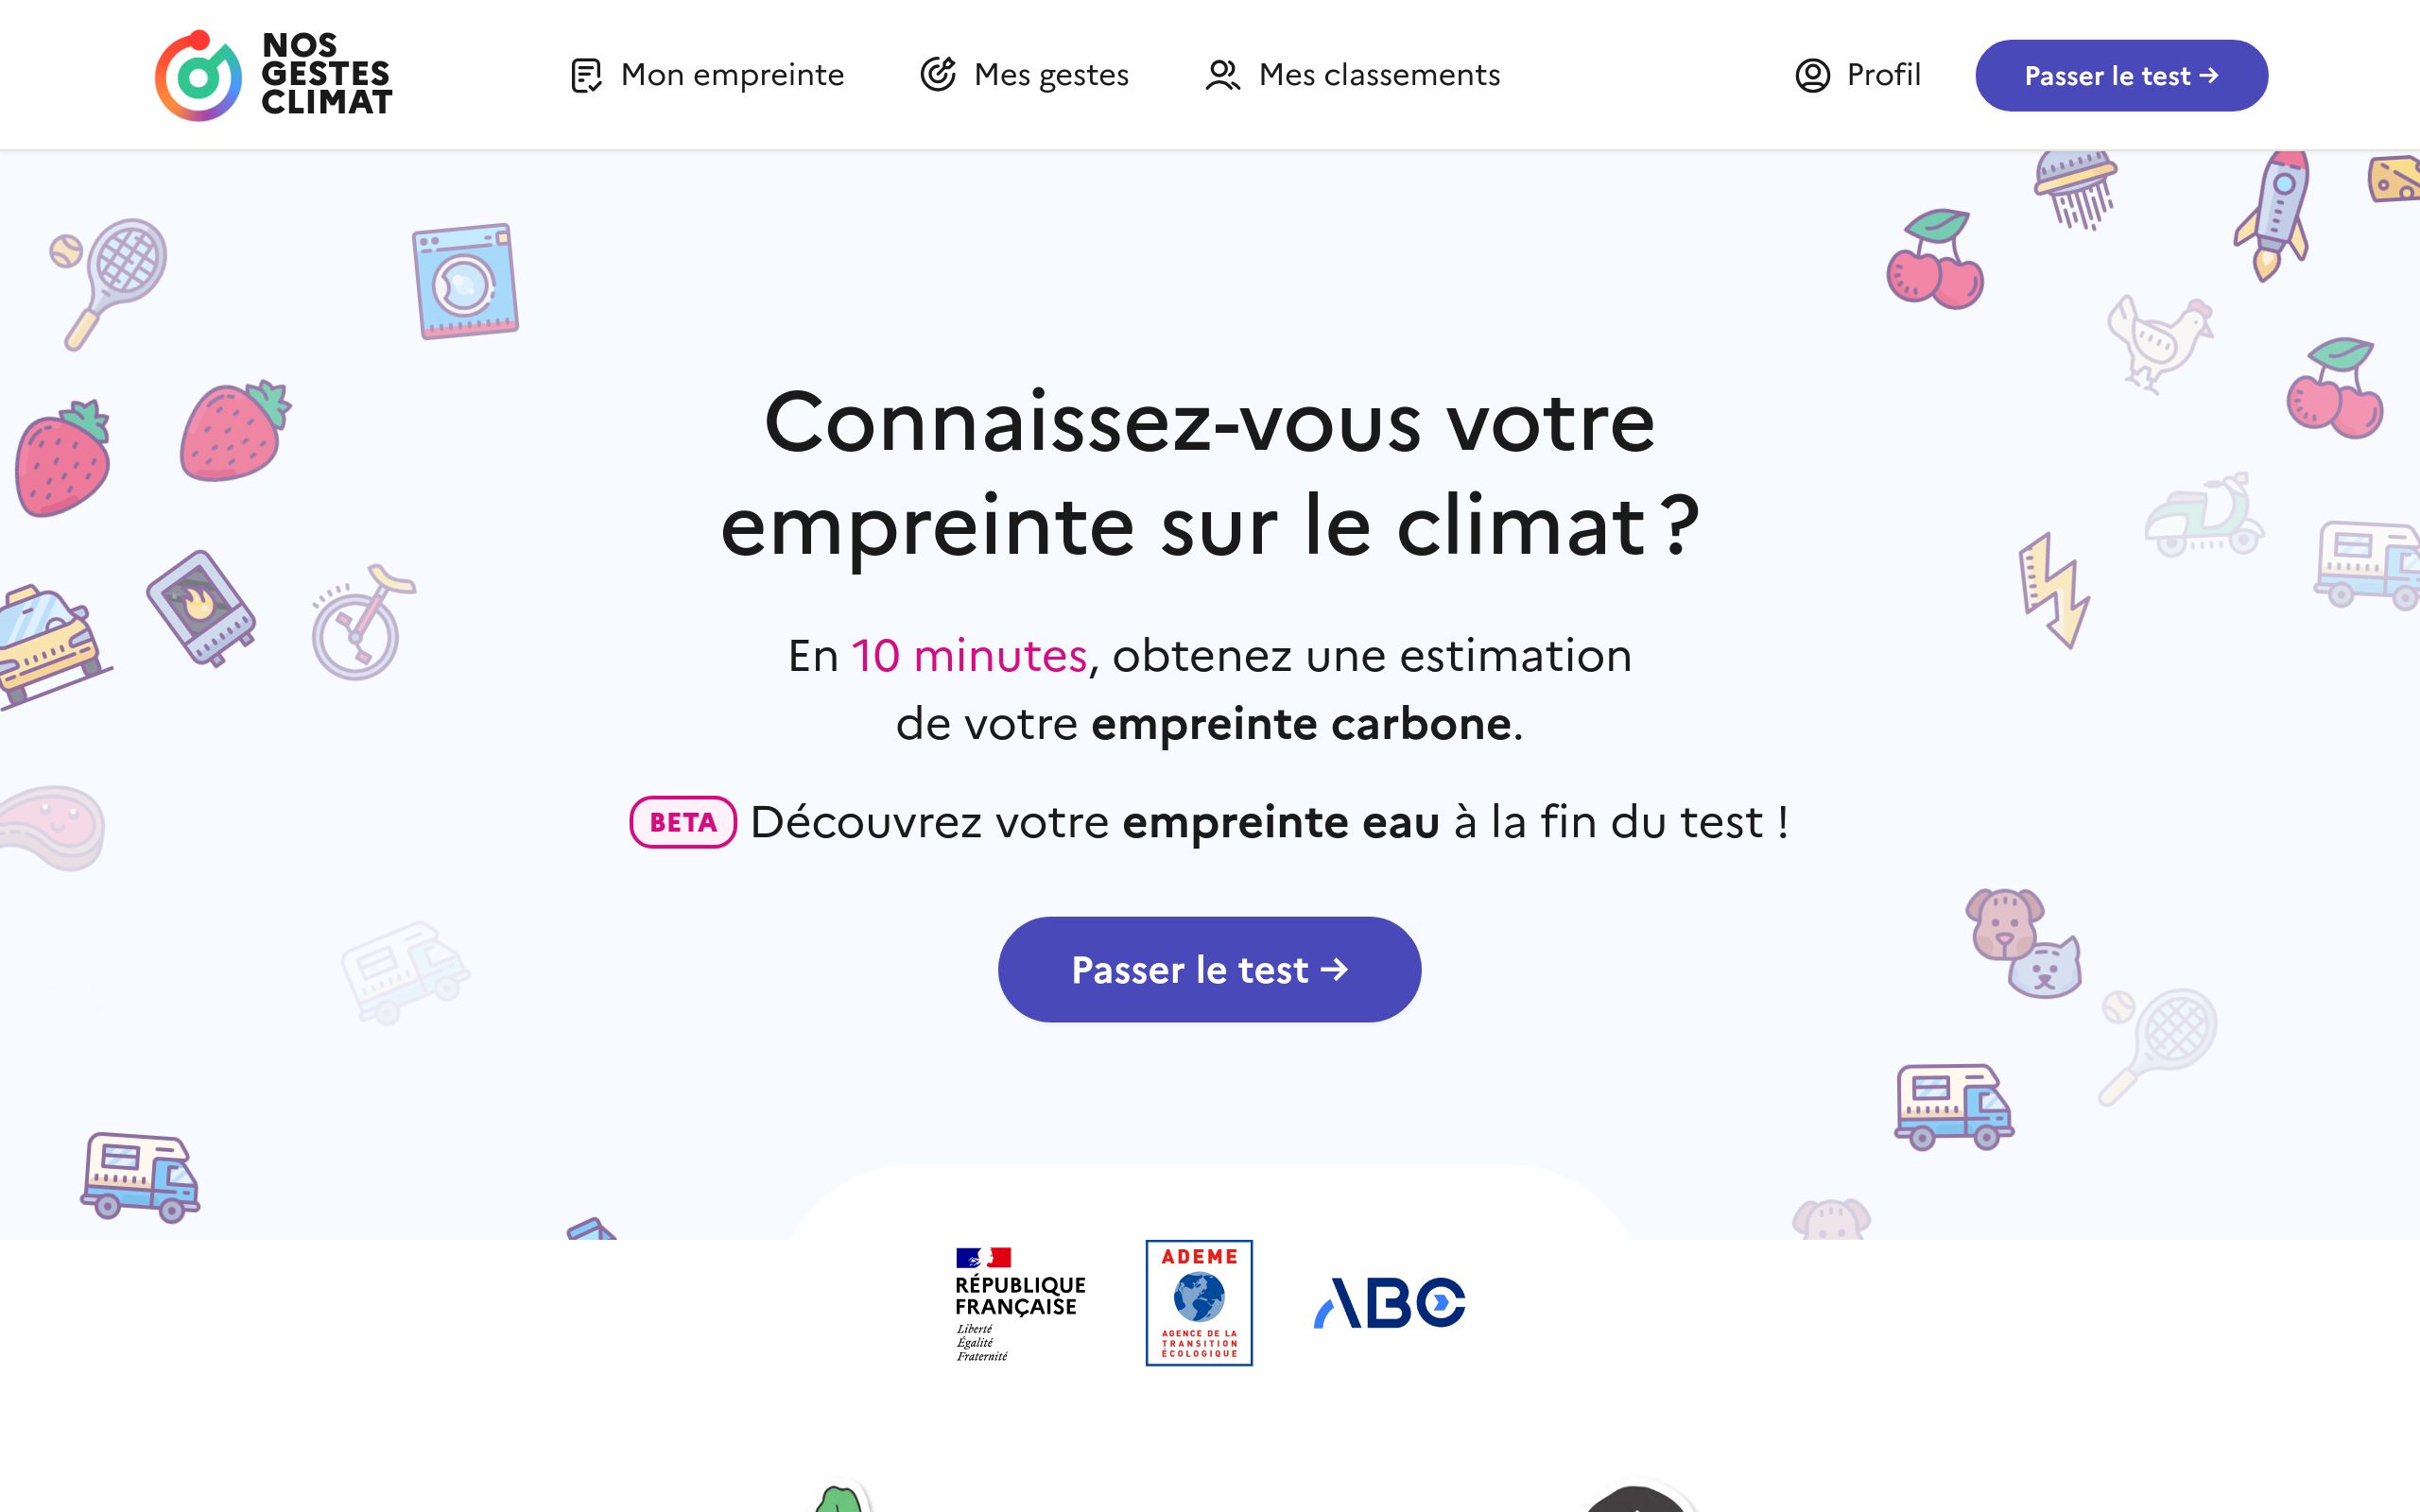 NOS
GESTES
CLIMAT
Mon empreinte
Mes gestes
Mes classements
Profil
Passer le test →
Connaissez-vous votre
empreinte sur le climat ?
En 10 minutes, obtenez une estimation
de votre empreinte carbone.
BETA Découvrez votre empreinte eau à la fin du test !
Passer le test →
RÉPUBLIQUE
FRANÇAISE
Liberté
Égalité
Fraternité
ADEME
AGENCE DE LA
TRANSITION
ÉCOLOGIQUE
ABC